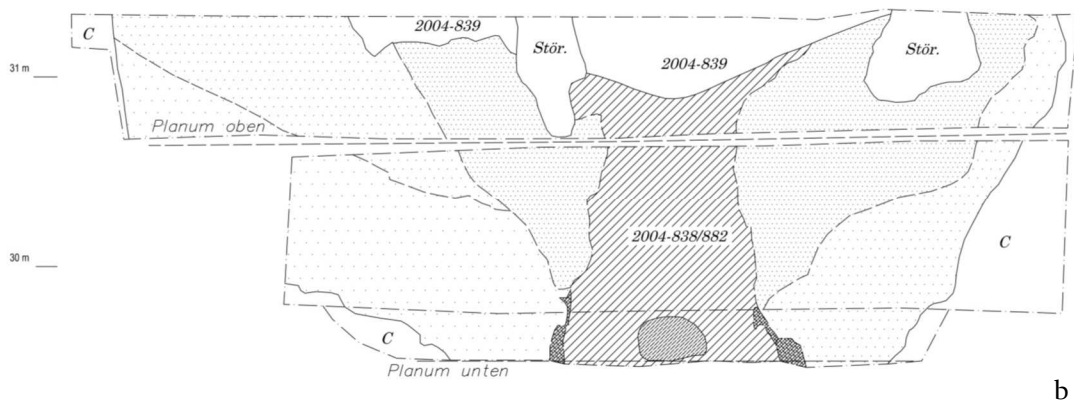 2004-839
C
Stör.
Stör.
2004-839
31 m
Planum oben
2004-838/882
C
30 m
C
Planum unten
b